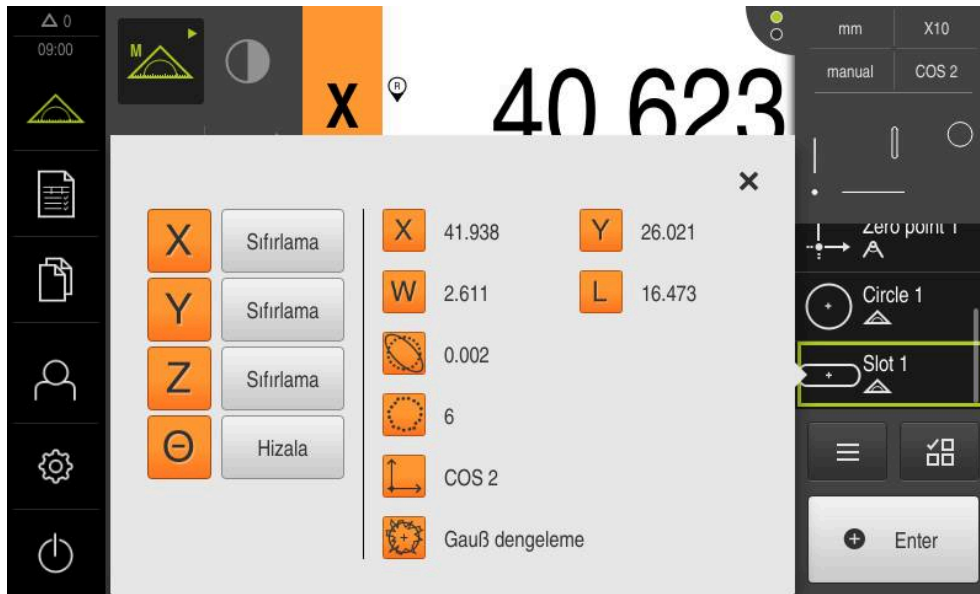 0
09:00
M
X
R
40.623
mm X10
manual COS 2
X Sıfırlama
Y Sıfırlama
Z Sıfırlama
Θ Hizala
X 41.938 Y 26.021
W 2.611 L 16.473
0.002
6
COS 2
Gauß dengeleme
Zero point 1
Circle 1
Slot 1
Enter